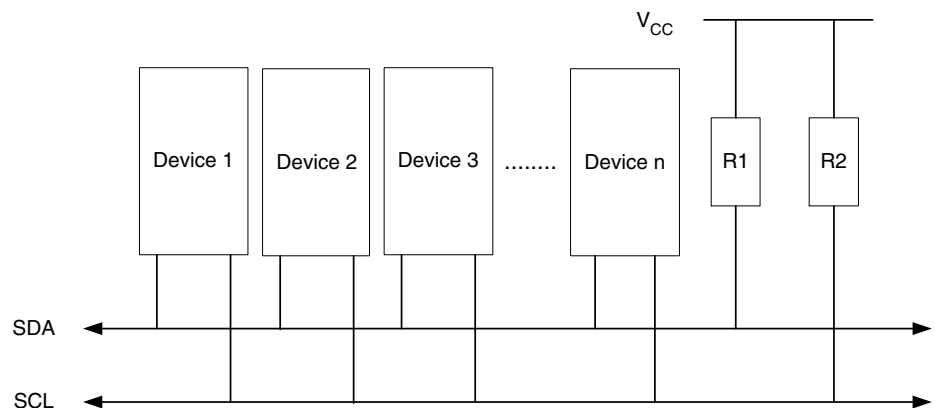 VCC
Device 1
Device 2
Device 3
........
Device n
R1
R2
SDA
SCL